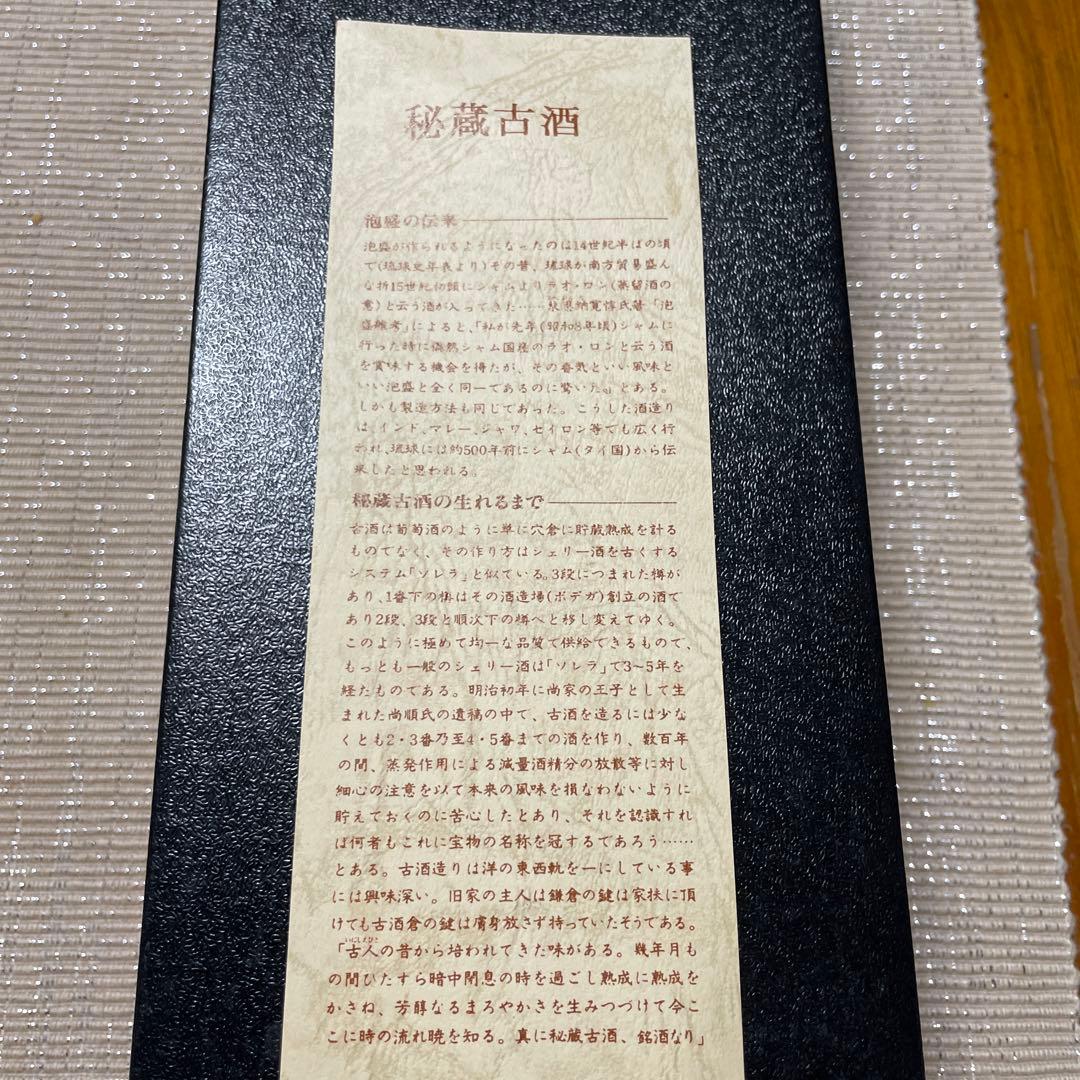 秘蔵古酒
泡盛の伝来
泡盛が作られるようになったのは14世紀半ばの頃
で(琉球史年表より)その昔、琉球が南方貿易盛ん
な折15世紀初頭にシャムよりラオ・ロン(蒸留酒の
意)と云う酒が入ってきた……東恩納寛惇氏著「泡
盛雑考」によると、「私が先年(昭和8年頃)シャムに
行った時に偶然シャム国産のラオ・ロンと云う酒
を賞味する機会を得たが、その香気といい風味と
いい泡盛と全く同一であるのに驚いた。」とある。
しかも製造方法も同じであった。こうした酒造り
は、インド、マレー、ジャワ、セイロン等でも広く行
われ、琉球には約500年前にシャム(タイ国)から伝
来したと思われる。
秘蔵古酒の生れるまで
古酒は葡萄酒のように単に穴倉に貯蔵熟成を計る
ものでなく、その作り方はシェリー酒を古くする
システム「ソレラ」と似ている。3段につまれた樽が
あり、1番下の樽はその酒造場(ボデガ)創立の酒で
あり2段、3段と順次下の樽へと移し変えてゆく。
このように極めて均一な品質で供給できるもので、
もっとも一般のシェリー酒は「ソレラ」で3〜5年を
経たものである。明治初年に尚家の王子として生
まれた尚順氏の遺稿の中で、古酒を造るには少な
くとも2・3番乃至4・5番までの酒を作り、数百年
の間、蒸発作用による減量酒精分の放散等に対し
細心の注意を以て本来の風味を損なわないように
貯えておくのに苦心したとあり、それを認識すれ
ば何者もこれに宝物の名称を冠するであろう……
とある。古酒造りは洋の東西軌を一にしている事
には興味深い。旧家の主人は鎌倉の鍵は家扶に頂
けても古酒倉の鍵は膚身放さず持っていたそうである。
「古人の昔から培われてきた味がある。幾年月も
の間ひたすら暗中閉息の時を過ごし熟成に熟成を
かさね、芳醇なるまろやかさを生みつづけて今こ
こに時の流れ暁を知る。真に秘蔵古酒、銘酒なり」